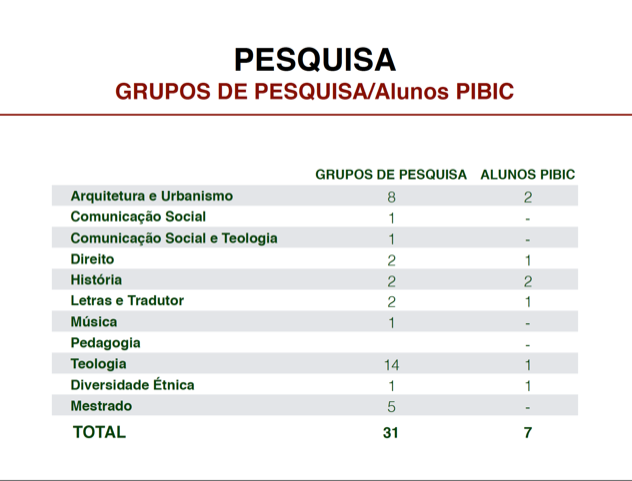 PESQUISA
GRUPOS DE PESQUISA/Alunos PIBIC
GRUPOS DE PESQUISA ALUNOS PIBIC
Arquitetura e Urbanismo 8 2
Comunicação Social 1 -
Comunicação Social e Teologia 1 -
Direito 2 1
História 2 2
Letras e Tradutor 2 1
Música 1 -
Pedagogia -
Teologia 14 1
Diversidade Étnica 1 1
Mestrado 5 -
TOTAL 31 7